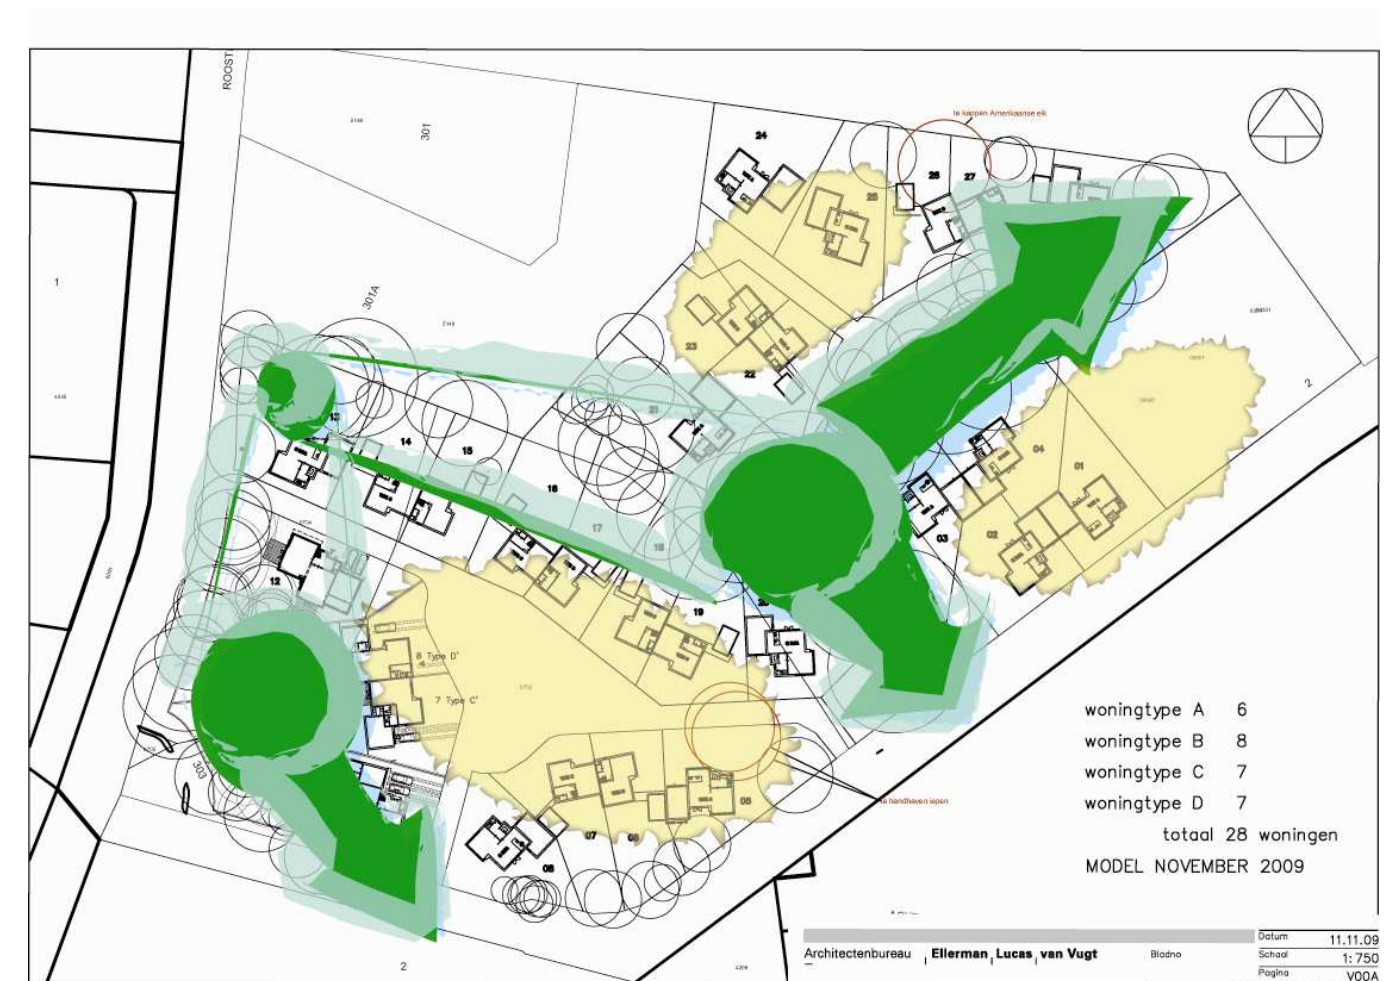 ROOST
301
24
te kappen Amerikaanse eik
26
27
25
1
301A
2149
23
22
2
21
13
14
15
16
04
01
17
18
03
02
12
19
20
8 Type D'
7 Type C'
303
te handhaven iepen
05
07
06
08
2
woningtype A 6
woningtype B 8
woningtype C 7
woningtype D 7
totaal 28 woningen
MODEL NOVEMBER 2009
Architectenbureau Ellerman Lucas van Vugt
Bladno
Datum 11.11.09
Schaal 1: 750
Pagina V00A